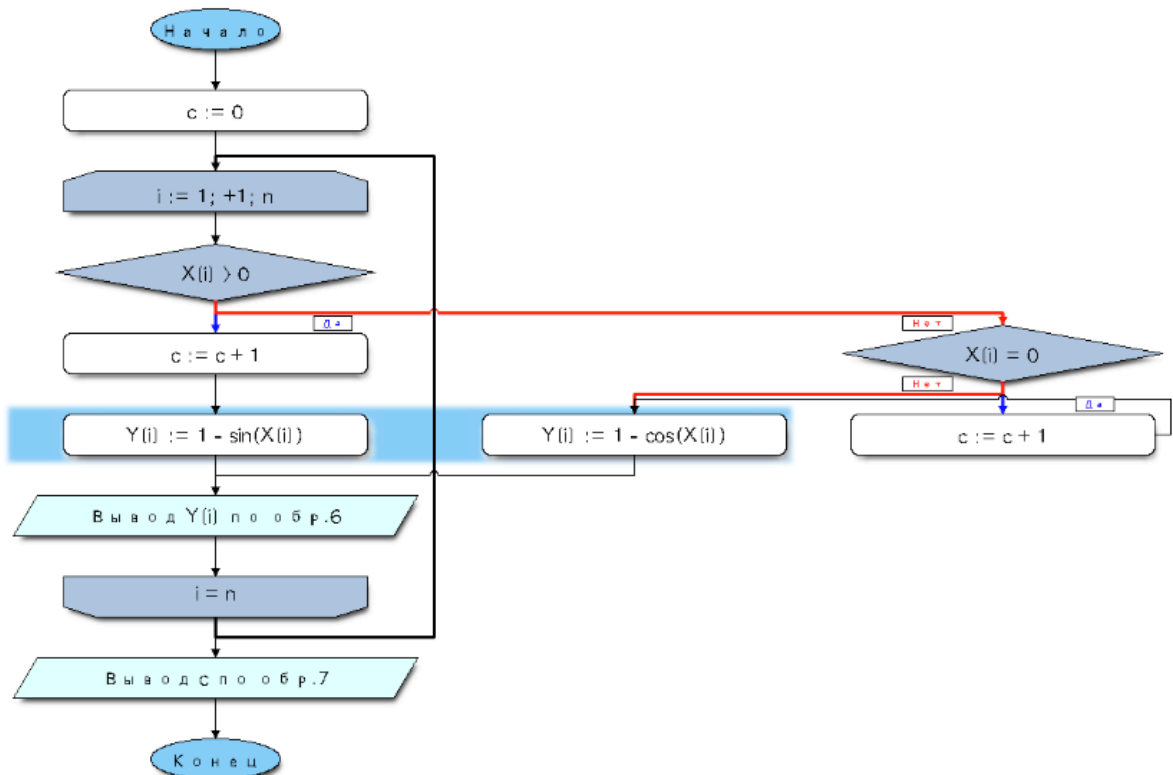 Начало
c := 0
i := 1; +1; n
X(i) > 0
Да
Нет
c := c + 1
X(i) = 0
Нет
Да
Y(i) := 1 - sin(X(i))
Y(i) := 1 - cos(X(i))
c := c + 1
Вывод Y(i) по обр.6
i = n
Вывод c по обр.7
Конец